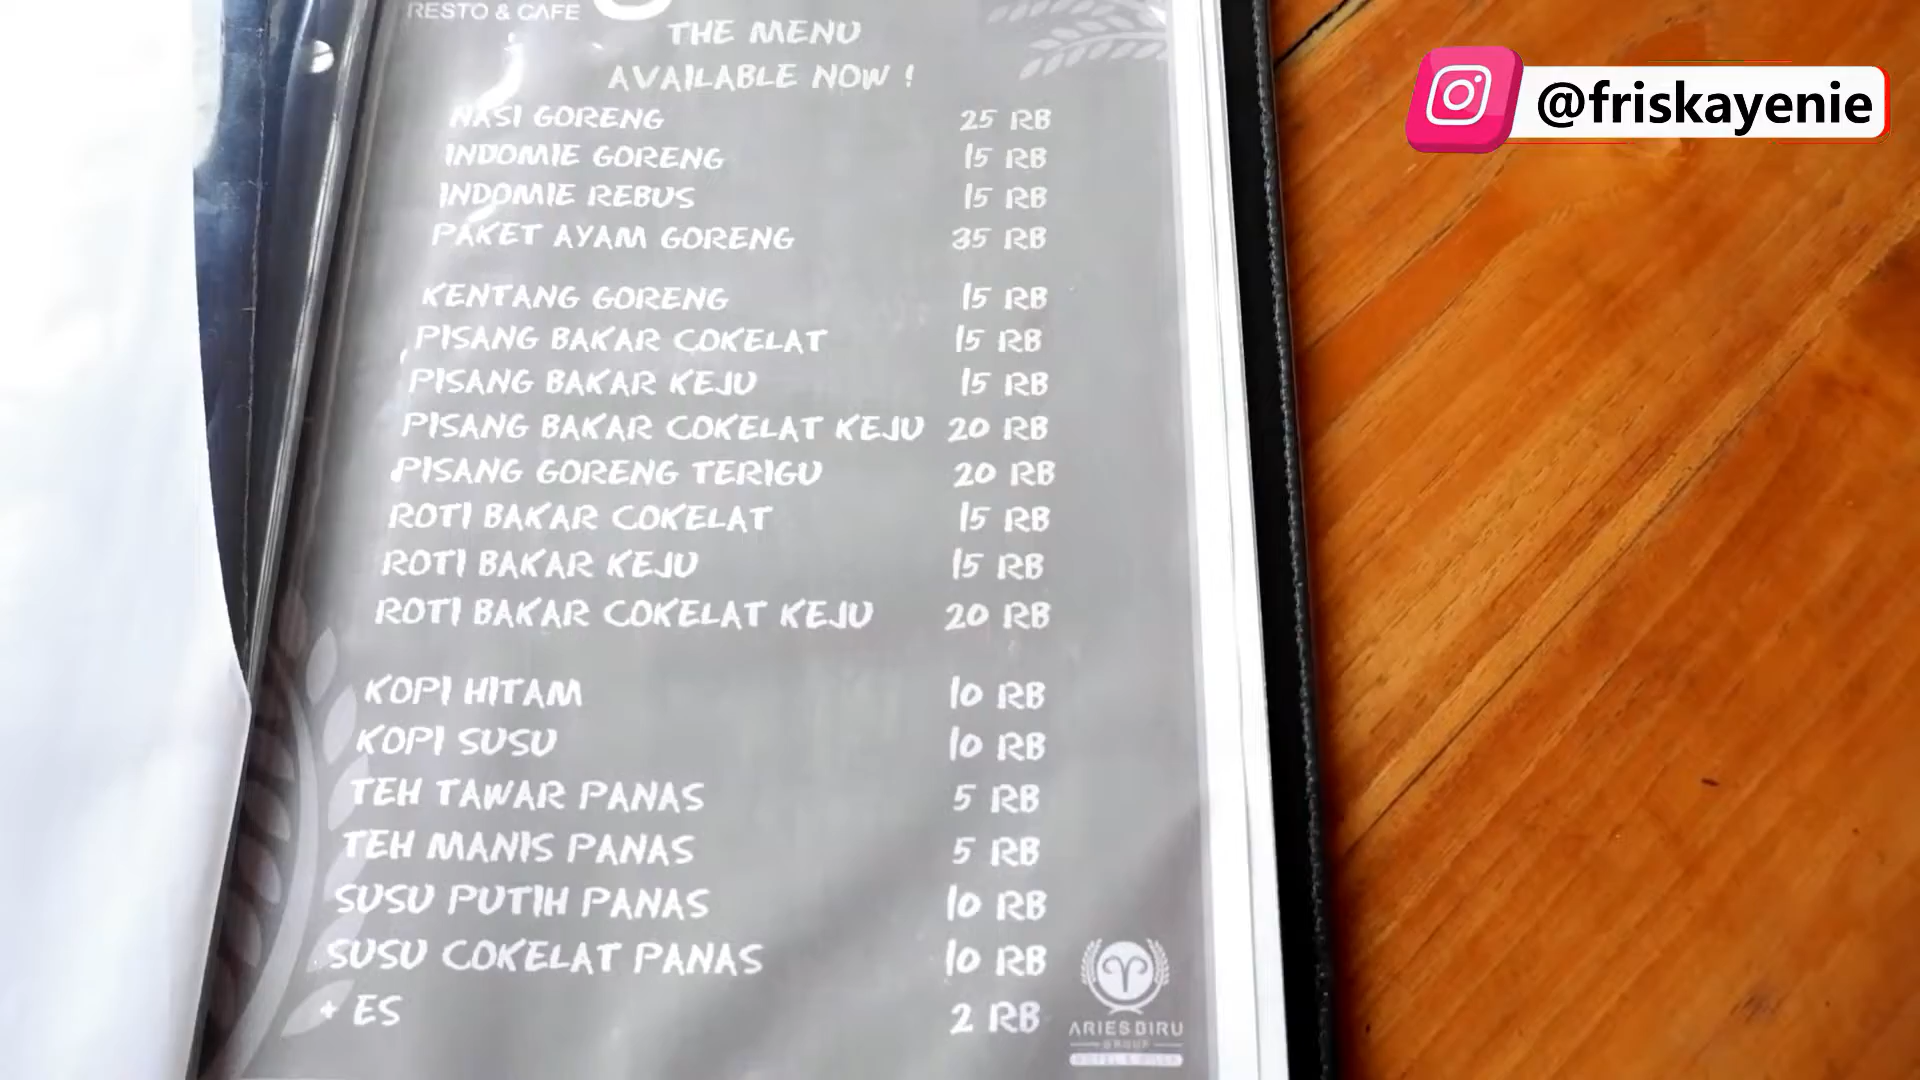 RESTO & CAFE
THE MENU
AVAILABLE NOW !
NASI GORENG 25 RB
INDOMIE GORENG 15 RB
INDOMIE REBUS 15 RB
PAKET AYAM GORENG 35 RB
KENTANG GORENG 15 RB
PISANG BAKAR COKELAT 15 RB
PISANG BAKAR KEJU 15 RB
PISANG BAKAR COKELAT KEJU 20 RB
PISANG GORENG TERIGU 20 RB
ROTI BAKAR COKELAT 15 RB
ROTI BAKAR KEJU 15 RB
ROTI BAKAR COKELAT KEJU 20 RB
KOPI HITAM 10 RB
KOPI SUSU 10 RB
TEH TAWAR PANAS 5 RB
TEH MANIS PANAS 5 RB
SUSU PUTIH PANAS 10 RB
SUSU COKELAT PANAS 10 RB
+ ES 2 RB
ARIES BIRU
GROUP
@friskayenie